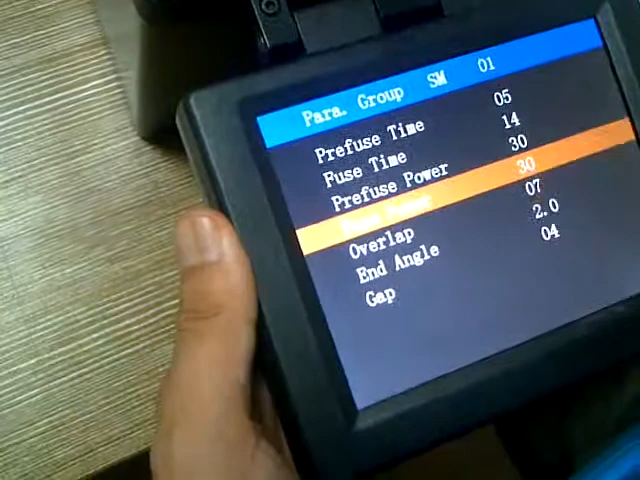 Para. Group SM 01
Prefuse Time 05
Fuse Time 14
Prefuse Power 30
30
Overlap 07
End Angle 2.0
Gap 04